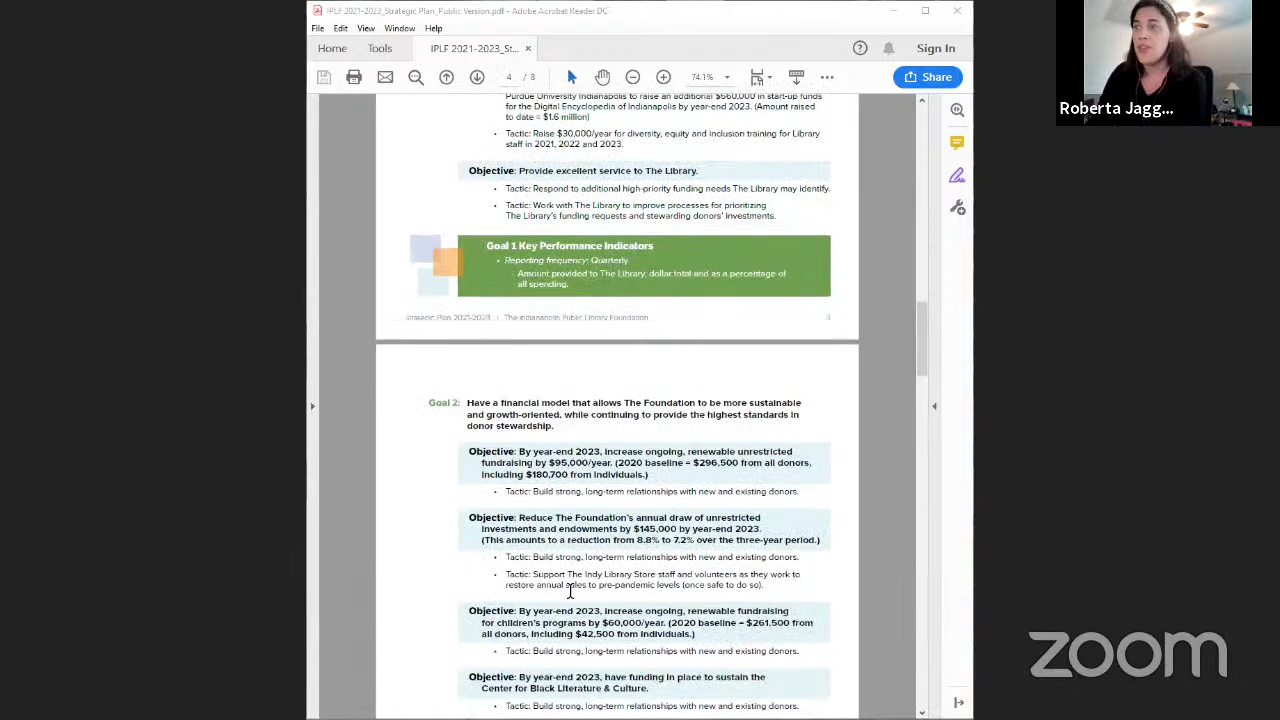 IPLF 2021-2023_Strategic Plan_Public Version.pdf - Adobe Acrobat Reader DC
File Edit View Window Help
Home Tools IPLF 2021-2023_St... × Sign In
4 / 8 74.1% Share
Purdue University Indianapolis to raise an additional $560,000 in start-up funds
for the Digital Encyclopedia of Indianapolis by year-end 2023. (Amount raised
to date = $1.6 million)
• Tactic: Raise $30,000/year for diversity, equity and inclusion training for Library
staff in 2021, 2022 and 2023.
Objective: Provide excellent service to The Library.
• Tactic: Respond to additional high-priority funding needs The Library may identify.
• Tactic: Work with The Library to improve processes for prioritizing
The Library's funding requests and stewarding donors' investments.
Goal 1 Key Performance Indicators
• Reporting frequency: Quarterly
– Amount provided to The Library; dollar total and as a percentage of
all spending.
Strategic Plan 2021-2023 | The Indianapolis Public Library Foundation 3
Goal 2: Have a financial model that allows The Foundation to be more sustainable
and growth-oriented, while continuing to provide the highest standards in
donor stewardship.
Objective: By year-end 2023, increase ongoing, renewable unrestricted
fundraising by $95,000/year. (2020 baseline = $296,500 from all donors,
including $180,700 from individuals.)
• Tactic: Build strong, long-term relationships with new and existing donors.
Objective: Reduce The Foundation's annual draw of unrestricted
investments and endowments by $145,000 by year-end 2023.
(This amounts to a reduction from 8.8% to 7.2% over the three-year period.)
• Tactic: Build strong, long-term relationships with new and existing donors.
• Tactic: Support The Indy Library Store staff and volunteers as they work to
restore annual sales to pre-pandemic levels (once safe to do so).
Objective: By year-end 2023, increase ongoing, renewable fundraising
for children's programs by $60,000/year. (2020 baseline = $261,500 from
all donors, including $42,500 from individuals.)
• Tactic: Build strong, long-term relationships with new and existing donors.
Objective: By year-end 2023, have funding in place to sustain the
Center for Black Literature & Culture.
• Tactic: Build strong, long-term relationships with new and existing donors.
Roberta Jagg...
zoom